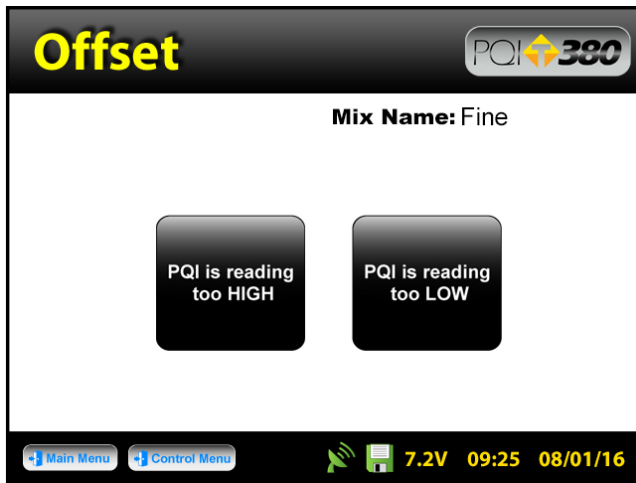 Offset
PQI T 380
Mix Name: Fine
PQI is reading
too HIGH
PQI is reading
too LOW
Main Menu
Control Menu
7.2V 09:25 08/01/16